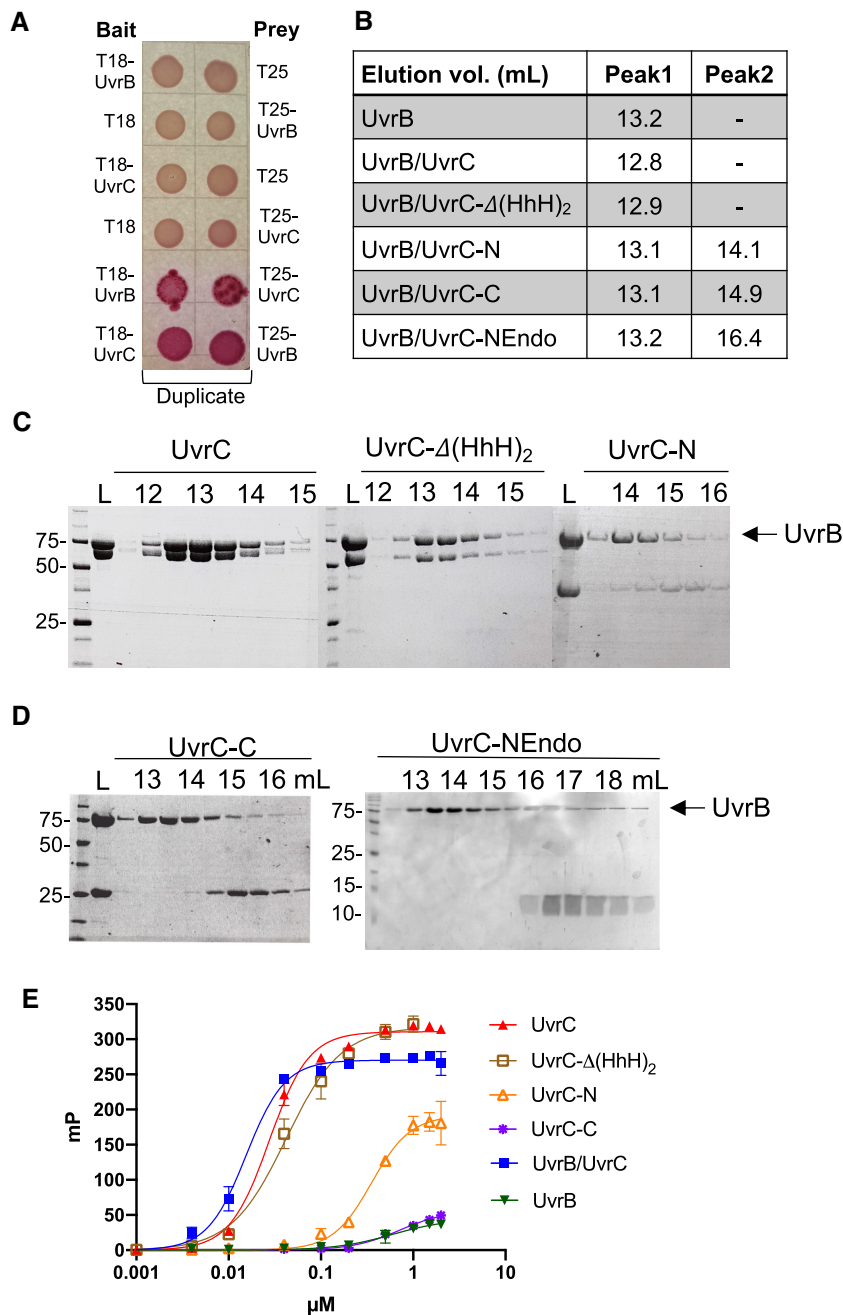 A
Bait
Prey
T18-
UvrB
T25
T18
T25-
UvrB
T18-
UvrC
T25
T18
T25-
UvrC
T18-
UvrB
T25-
UvrC
T18-
UvrC
T25-
UvrB
Duplicate
B
Elution vol. (mL) Peak1 Peak2
UvrB 13.2 -
UvrB/UvrC 12.8 -
UvrB/UvrC-Δ(HhH)₂ 12.9 -
UvrB/UvrC-N 13.1 14.1
UvrB/UvrC-C 13.1 14.9
UvrB/UvrC-NEndo 13.2 16.4
C
UvrC
UvrC-Δ(HhH)₂
UvrC-N
L 12 13 14 15
L 12 13 14 15
L 14 15 16
75-
50-
25-
UvrB
D
UvrC-C
UvrC-NEndo
L 13 14 15 16 mL
13 14 15 16 17 18 mL
75-
50-
25-
75-
25-
15-
10-
UvrB
E
mP
350
300
250
200
150
100
50
0
0.001 0.01 0.1 1 10
μM
UvrC
UvrC-Δ(HhH)₂
UvrC-N
UvrC-C
UvrB/UvrC
UvrB